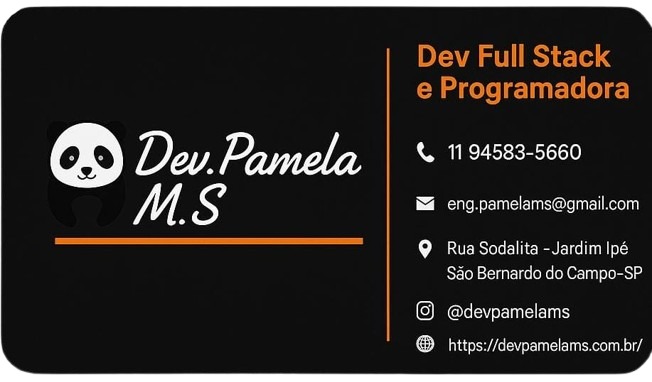 Dev.Pamela
M.S
Dev Full Stack
e Programadora
11 94583-5660
eng.pamelams@gmail.com
Rua Sodalita -Jardim Ipé
São Bernardo do Campo-SP
@devpamelams
https://devpamelams.com.br/